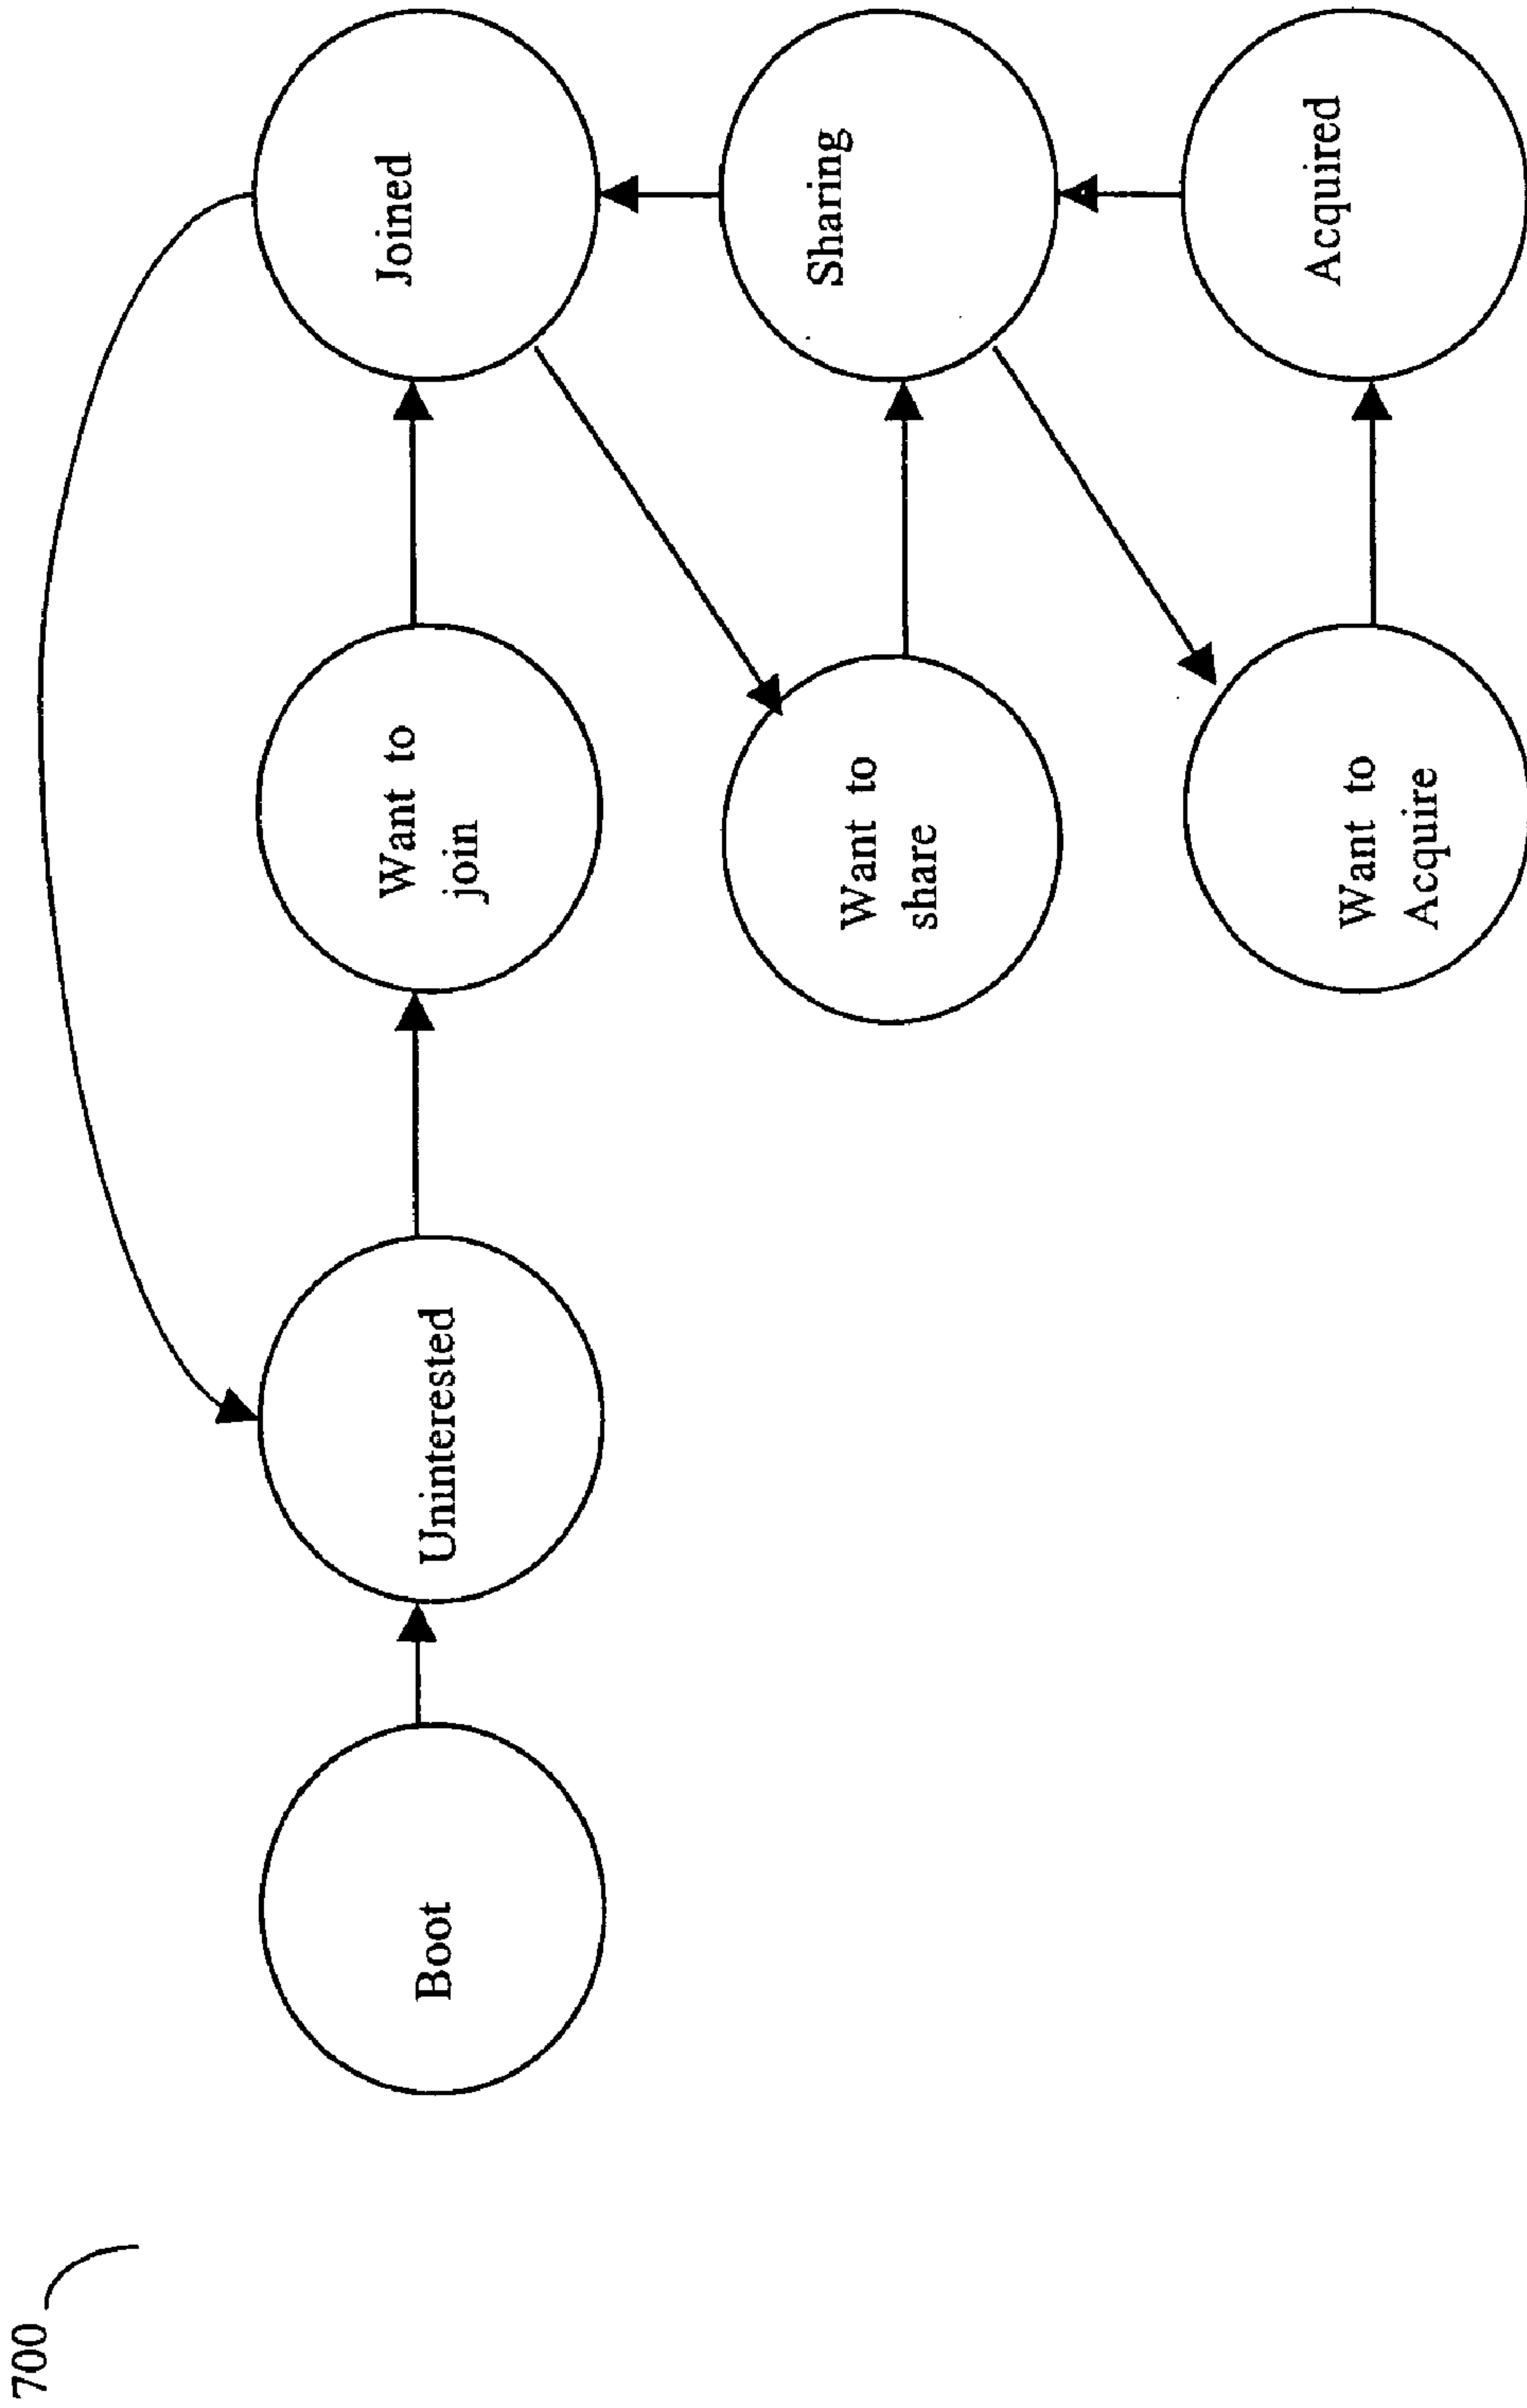 700
Boot
Uninterested
Want to
join
Joined
Want to
share
Sharing
Want to
Acquire
Acquired